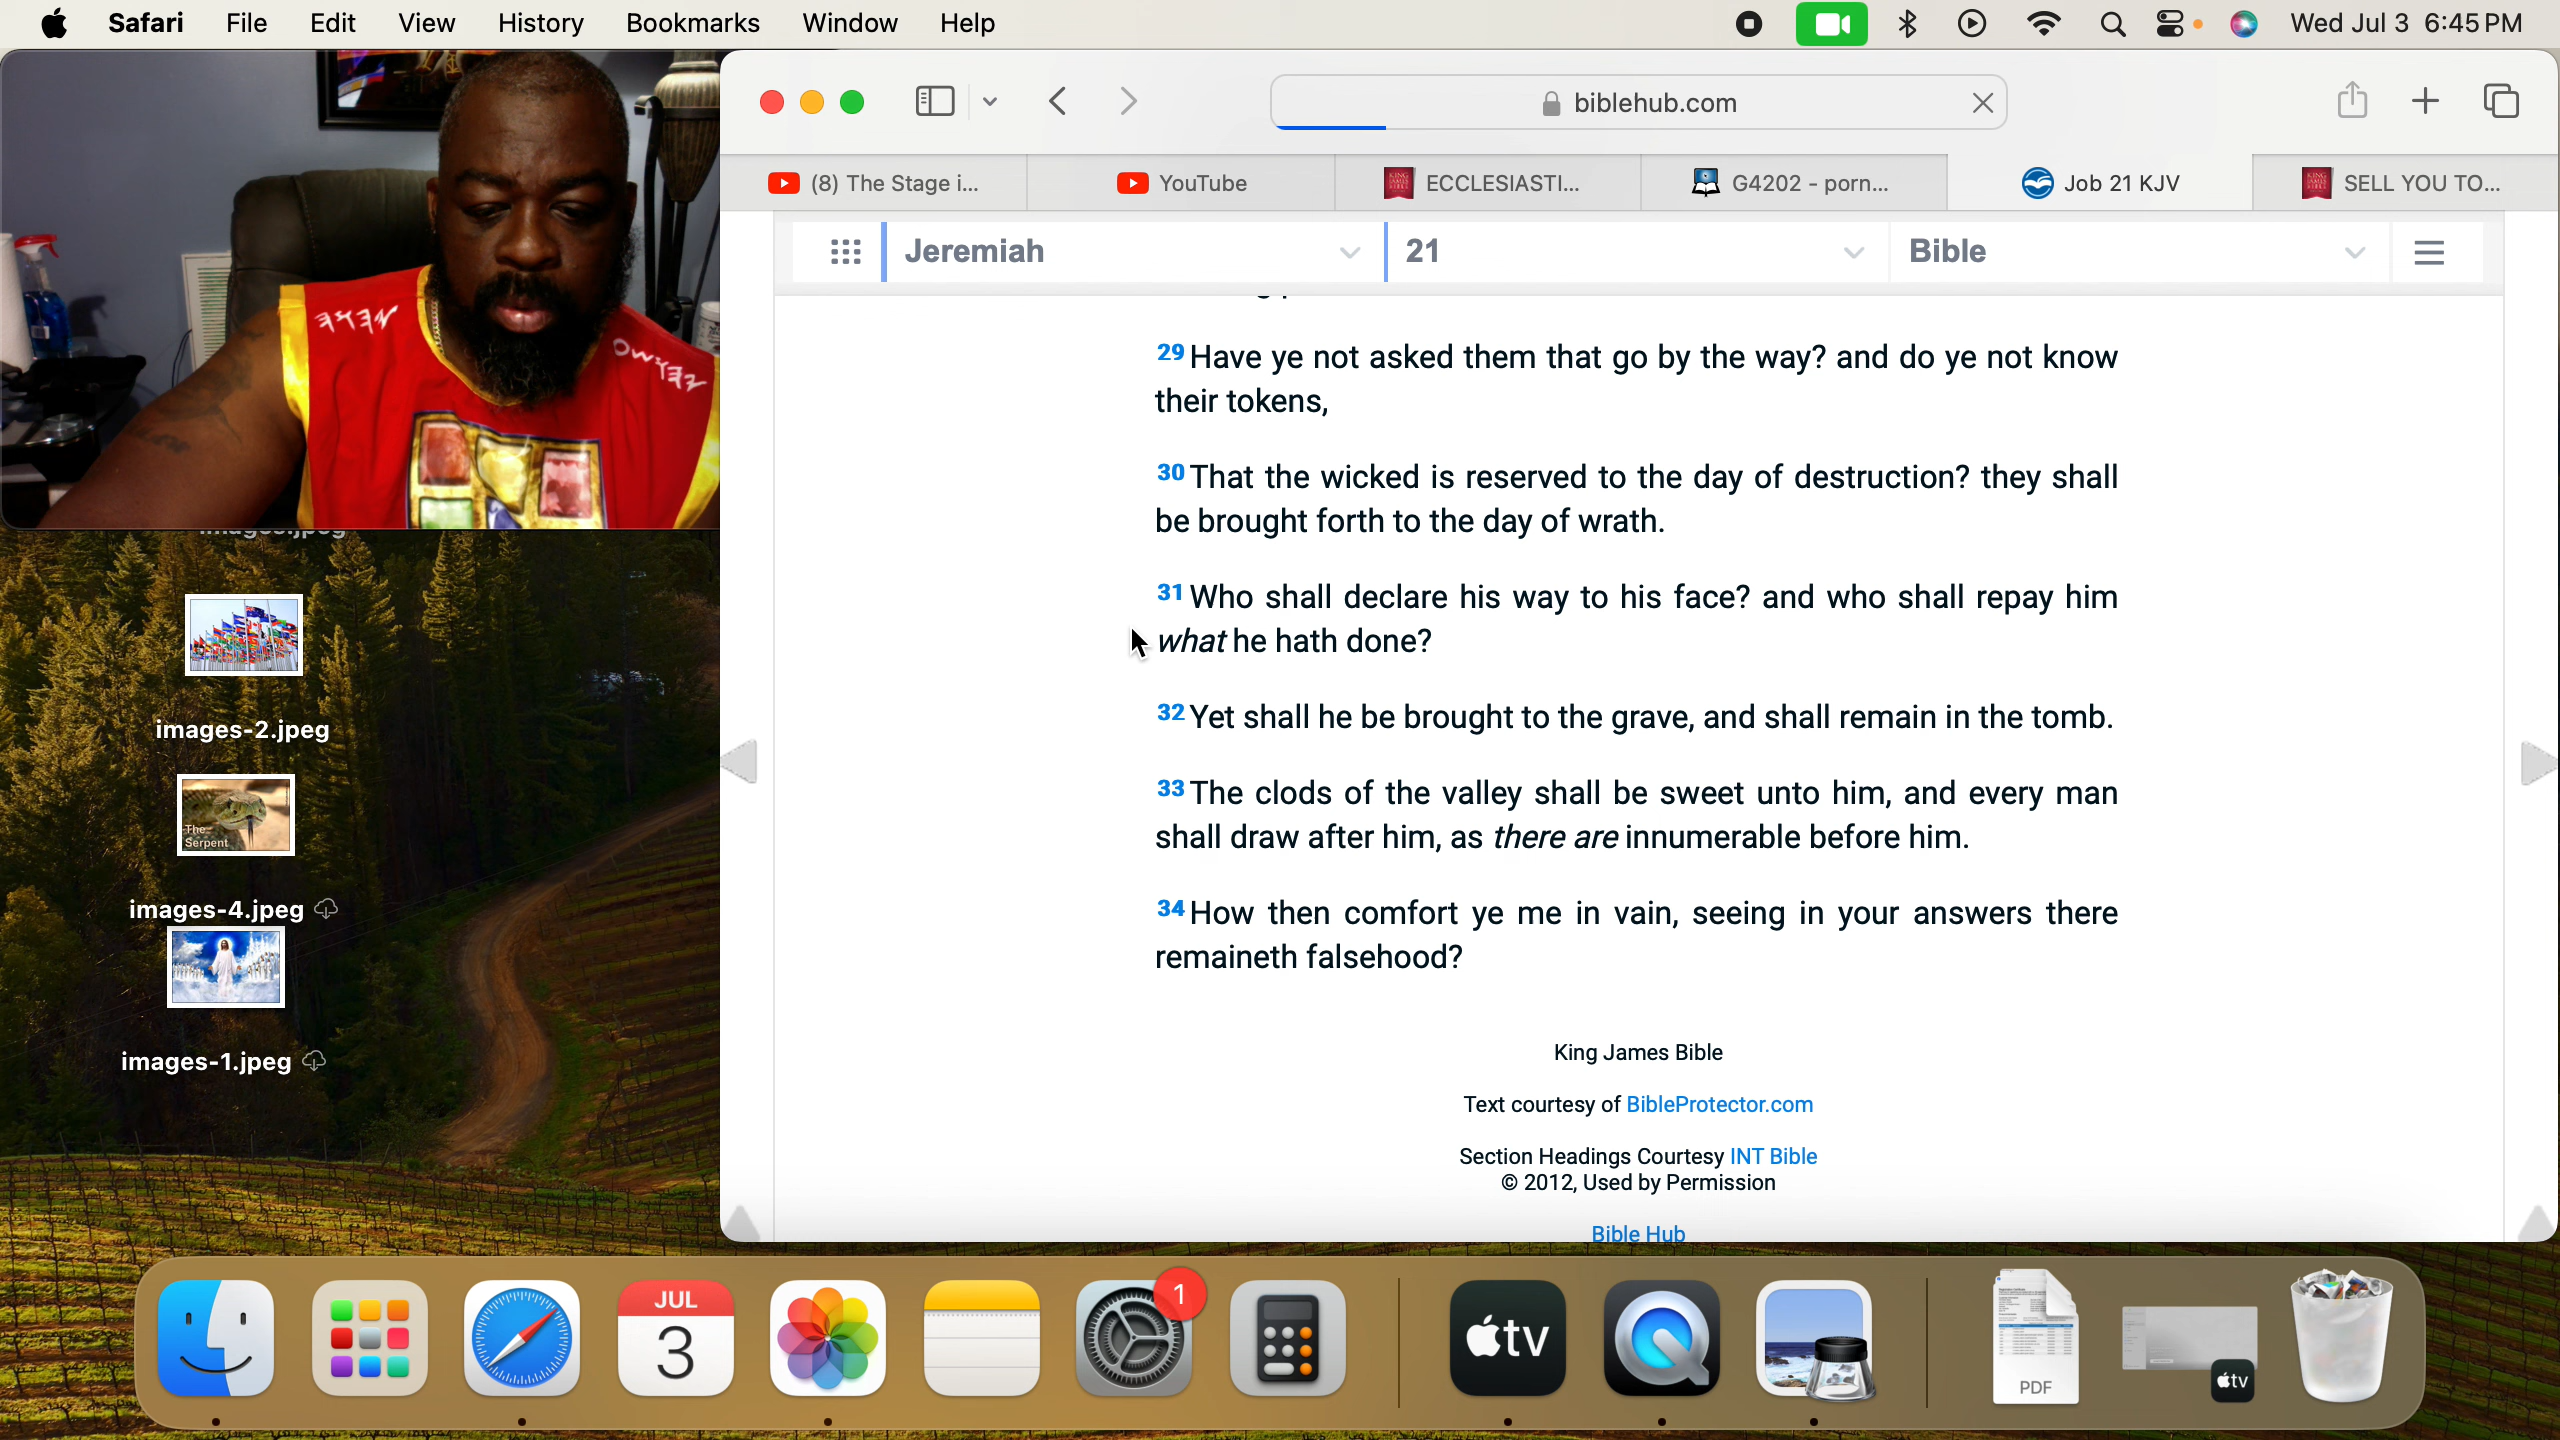 Safari File Edit View History Bookmarks Window Help
Wed Jul 3 6:45 PM
biblehub.com
(8) The Stage i...
YouTube
ECCLESIASTI...
G4202 - porn...
Job 21 KJV
SELL YOU TO...
Jeremiah
21
Bible
29 Have ye not asked them that go by the way? and do ye not know
their tokens,
30 That the wicked is reserved to the day of destruction? they shall
be brought forth to the day of wrath.
31 Who shall declare his way to his face? and who shall repay him
what he hath done?
32 Yet shall he be brought to the grave, and shall remain in the tomb.
33 The clods of the valley shall be sweet unto him, and every man
shall draw after him, as there are innumerable before him.
34 How then comfort ye me in vain, seeing in your answers there
remaineth falsehood?
King James Bible
Text courtesy of BibleProtector.com
Section Headings Courtesy INT Bible
© 2012, Used by Permission
Bible Hub
images-2.jpeg
The
Serpent
images-4.jpeg
images-1.jpeg
JUL
3
1
tv
PDF
tv